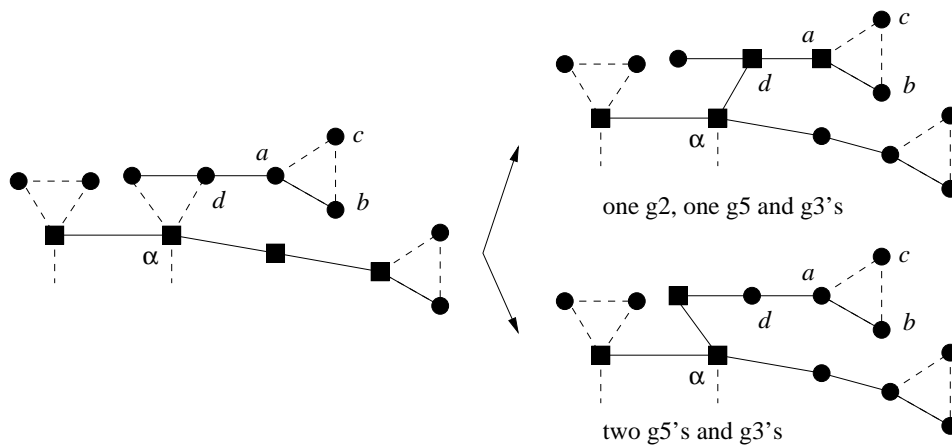 c
a
b
d
α
c
a
b
d
α
one g2, one g5 and g3's
c
a
b
d
α
two g5's and g3's